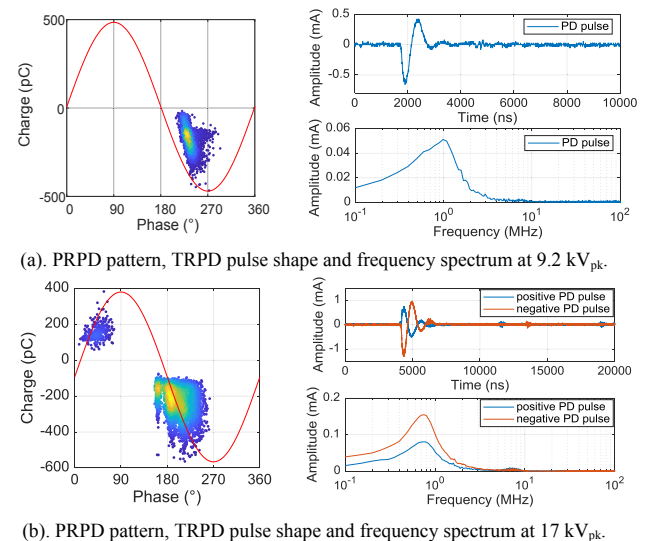 500
0
-500
Charge (pC)
0 90 180 270 360
Phase (°)
0.5
0
-0.5
Amplitude (mA)
PD pulse
0 2000 4000 6000 8000 10000
Time (ns)
0.06
0.04
0.02
0
Amplitude (mA)
PD pulse
10-1 100 101 102
Frequency (MHz)
(a). PRPD pattern, TRPD pulse shape and frequency spectrum at 9.2 kVpk.
400
200
0
-200
-400
-600
Charge (pC)
0 90 180 270 360
Phase (°)
1
0
-1
Amplitude (mA)
positive PD pulse
negative PD pulse
0 5000 10000 15000 20000
Time (ns)
0.2
0.1
0
Amplitude (mA)
positive PD pulse
negative PD pulse
10-1 100 101 102
Frequency (MHz)
(b). PRPD pattern, TRPD pulse shape and frequency spectrum at 17 kVpk.